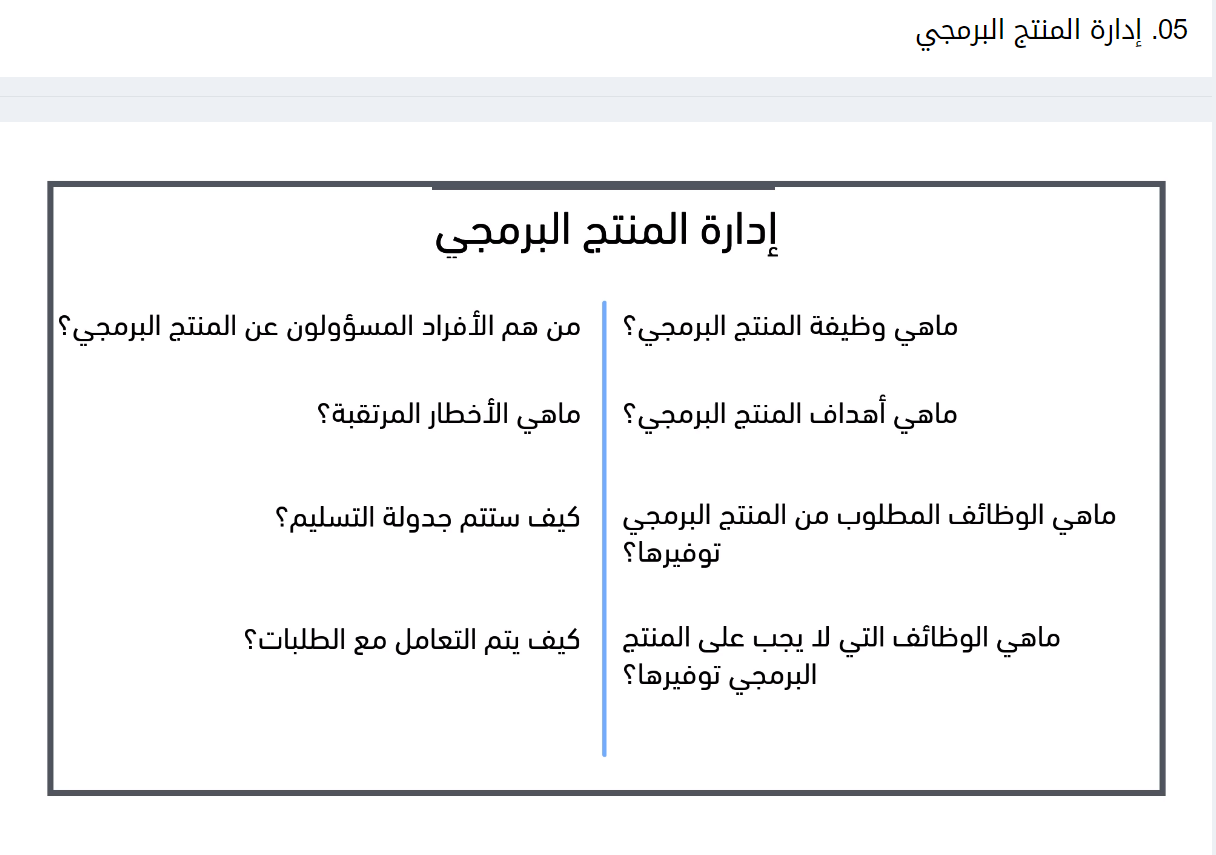 05. إدارة المنتج البرمجي
إدارة المنتج البرمجي
ماهي وظيفة المنتج البرمجي؟
ماهي أهداف المنتج البرمجي؟
ماهي الوظائف المطلوب من المنتج البرمجي
توفيرها؟
ماهي الوظائف التي لا يجب على المنتج
البرمجي توفيرها؟
من هم الأفراد المسؤولون عن المنتج البرمجي؟
ماهي الأخطار المرتقبة؟
كيف ستتم جدولة التسليم؟
كيف يتم التعامل مع الطلبات؟